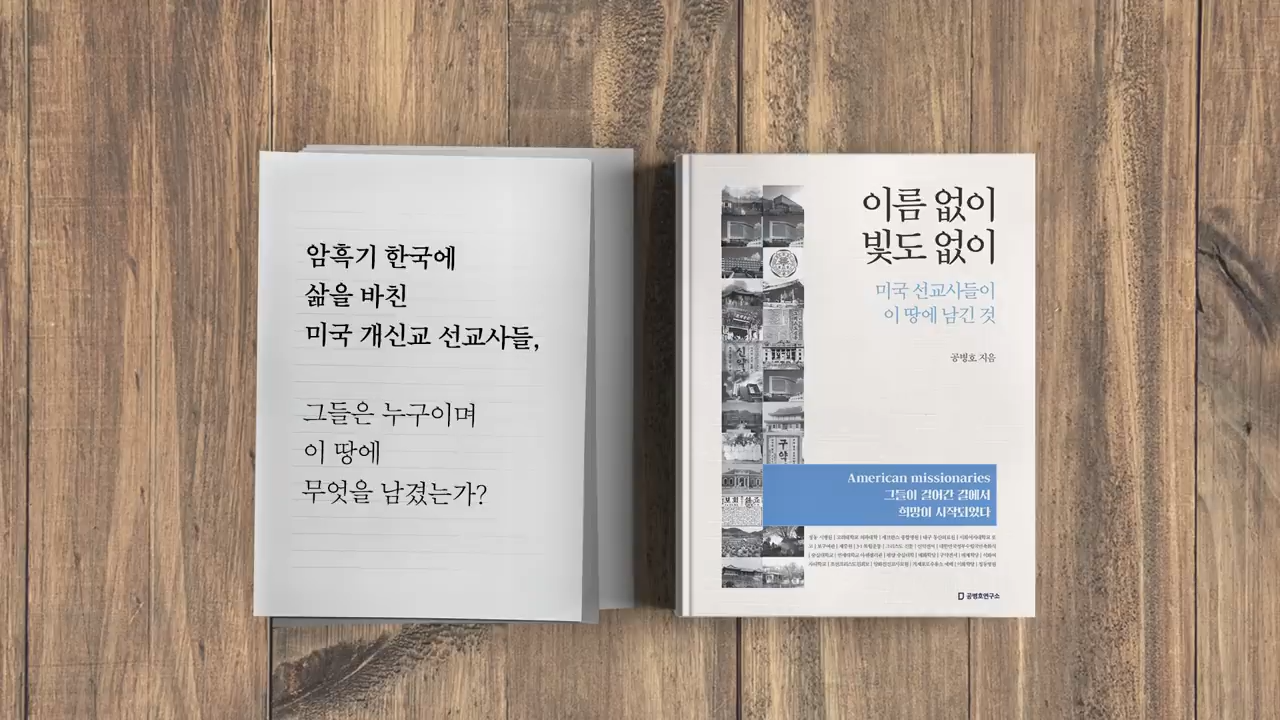 암흑기 한국에
삶을 바친
미국 개신교 선교사들,
그들은 누구이며
이 땅에
무엇을 남겼는가?
이름 없이
빛도 없이
미국 선교사들이
이 땅에 남긴 것
공병호 지음
신약
구약
American missionaries
그들이 걸어간 길에서
희망이 시작되었다
공병호연구소